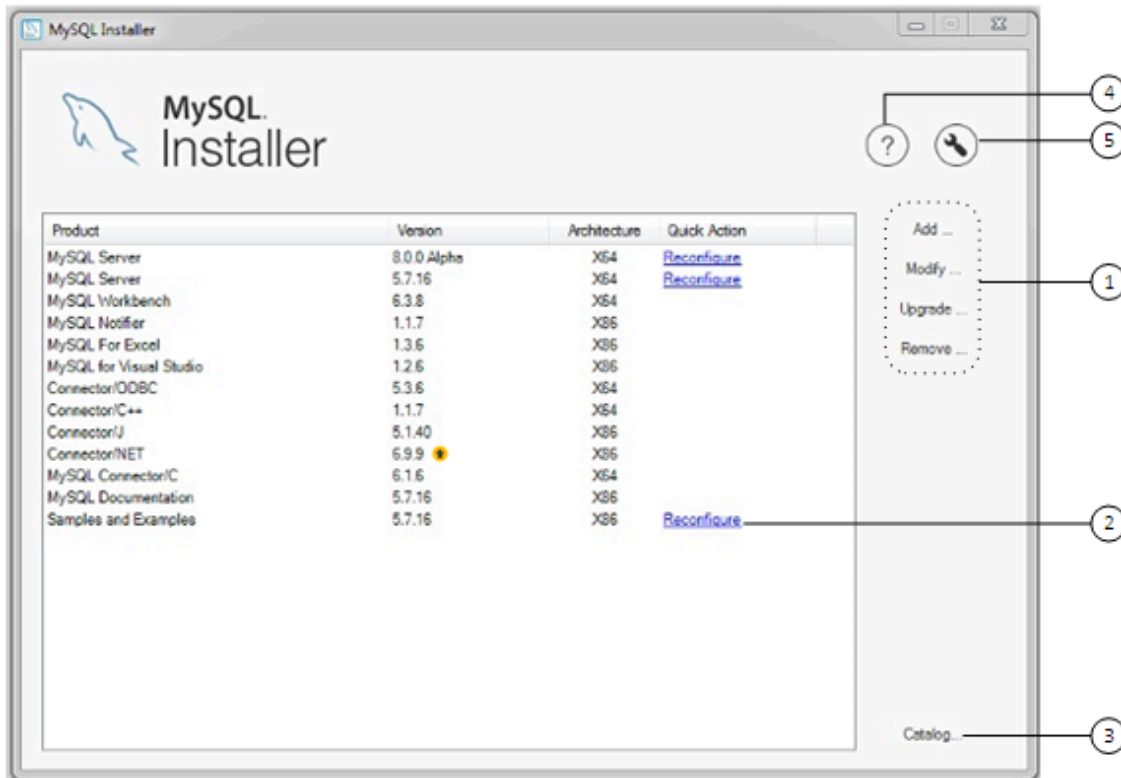 MySQL Installer
MySQL.
Installer
4
?
5
Product Version Architecture Quick Action
MySQL Server 8.0.0 Alpha X64 Reconfigure
MySQL Server 5.7.16 X64 Reconfigure
MySQL Workbench 6.3.8 X64
MySQL Notifier 1.1.7 X86
MySQL For Excel 1.3.6 X86
MySQL for Visual Studio 1.2.6 X86
Connector/ODBC 5.3.6 X64
Connector/C++ 1.1.7 X64
Connector/J 5.1.40 X86
Connector/NET 6.9.9 X86
MySQL Connector/C 6.1.6 X64
MySQL Documentation 5.7.16 X86
Samples and Examples 5.7.16 X86 Reconfigure
Add ...
Modify ...
Upgrade ...
Remove ...
1
2
Catalog...
3